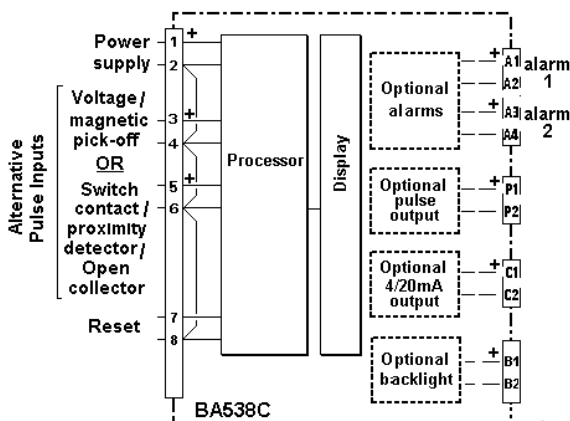 Power
supply
Alternative
Pulse Inputs
Voltage/
magnetic
pick-off
OR
Switch
contact/
proximity
detector/
Open
collector
Reset
1 +
2
3 +
4
5 +
6
7
8
Processor
Display
BA538C
Optional
alarms
+ A1
A2
alarm
1
+ A3
A4
alarm
2
Optional
pulse
output
+ P1
P2
Optional
4/20mA
output
+ C1
C2
Optional
backlight
+ B1
B2